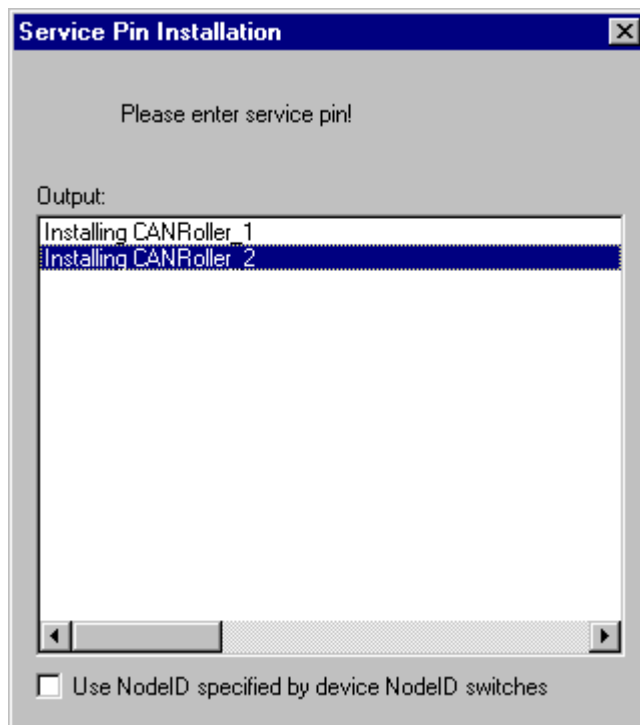 Service Pin Installation
Please enter service pin!
Output:
Installing CANRoller_1
Installing CANRoller_2
Use NodeID specified by device NodeID switches